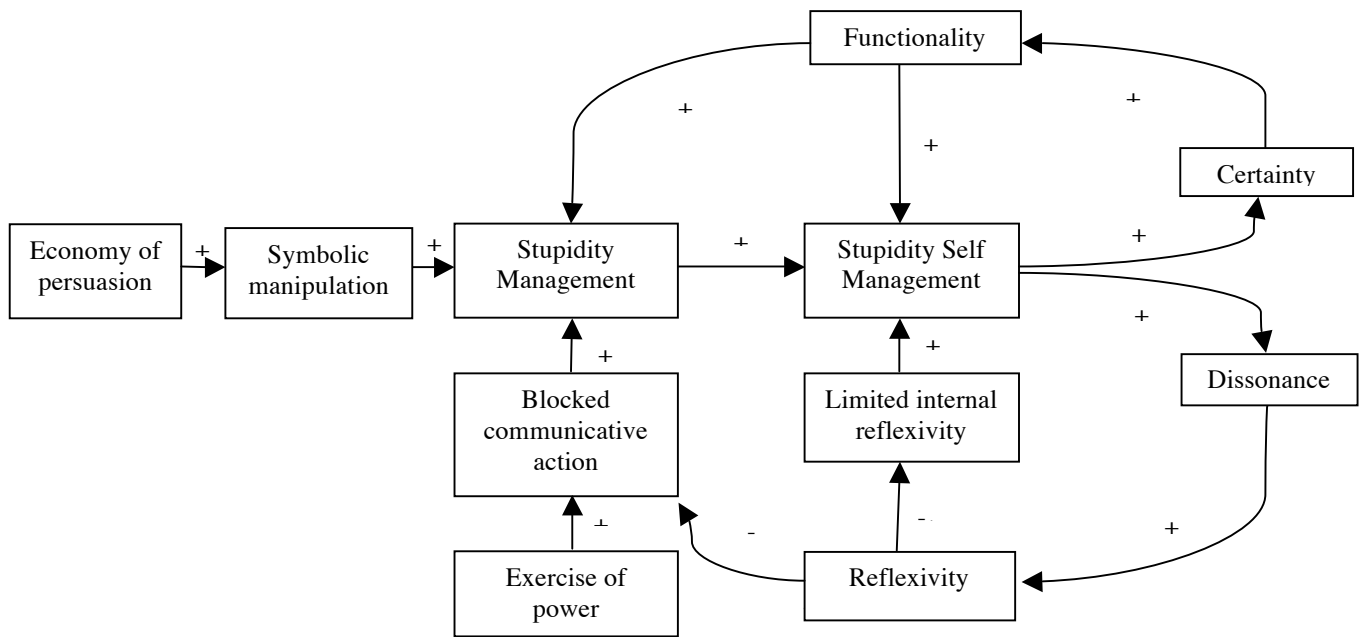 Functionality
+
+
+
Certainty
Economy of
persuasion
+
Symbolic
manipulation
+
Stupidity
Management
+
Stupidity Self
Management
+
+
Dissonance
+
Blocked
communicative
action
+
Limited internal
reflexivity
+
-
-
+
Exercise of
power
Reflexivity